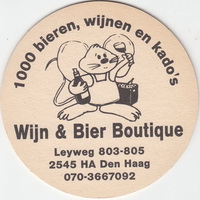 1000 bieren, wijnen en kado's
Wijn & Bier Boutique
Leyweg 803-805
2545 HA Den Haag
070-3667092